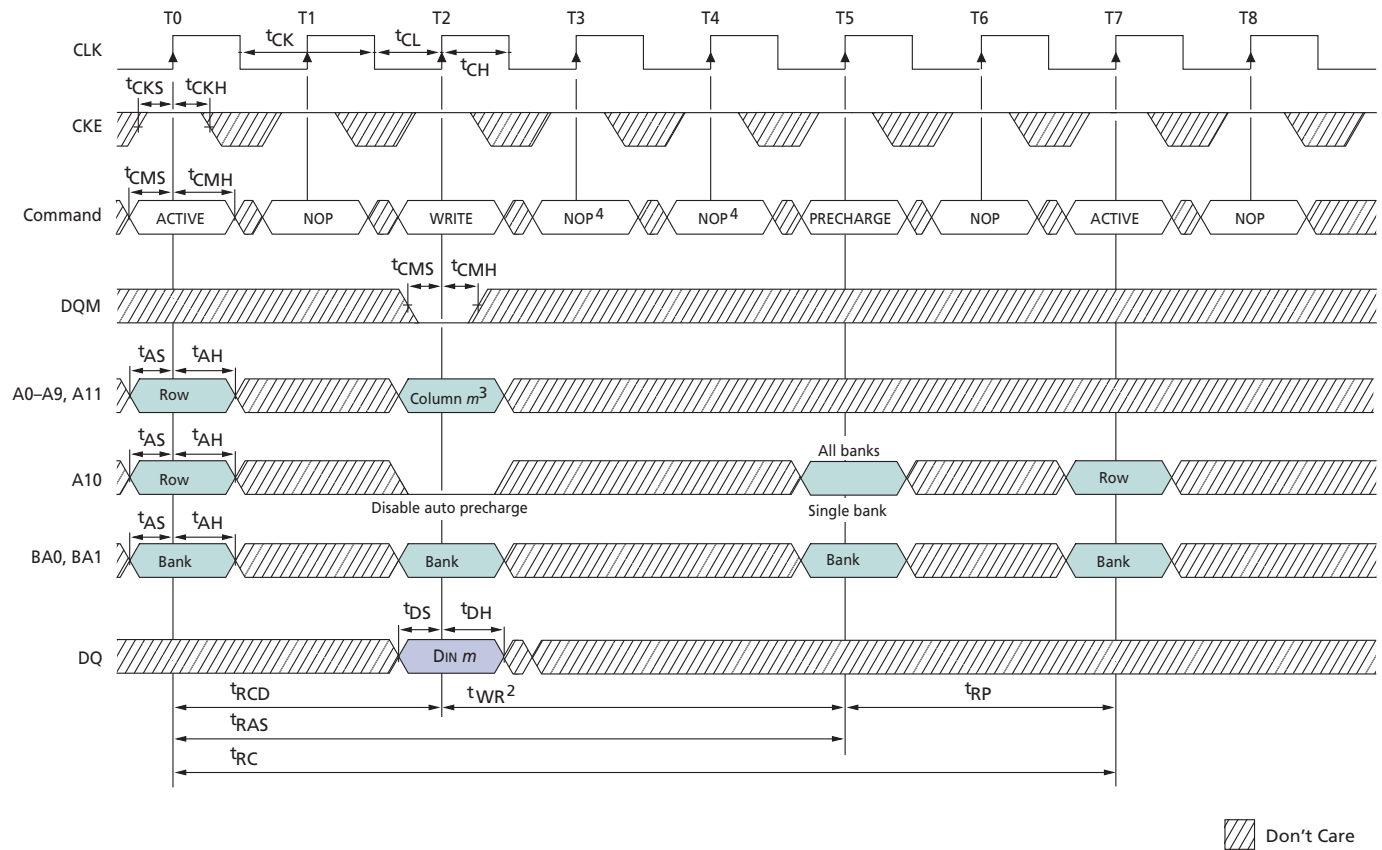 T0 T1 T2 T3 T4 T5 T6 T7 T8
CLK
tCK tCL
tCH
tCKS tCKH
CKE
tCMS tCMH
Command ACTIVE NOP WRITE NOP4 NOP4 PRECHARGE NOP ACTIVE NOP
tCMS tCMH
DQM
tAS tAH
A0–A9, A11 Row Column m3
tAS tAH
All banks
A10 Row Row
Disable auto precharge Single bank
tAS tAH
BA0, BA1 Bank Bank Bank Bank
tDS tDH
DQ DIN m
tRCD tWR2 tRP
tRAS
tRC
Don't Care